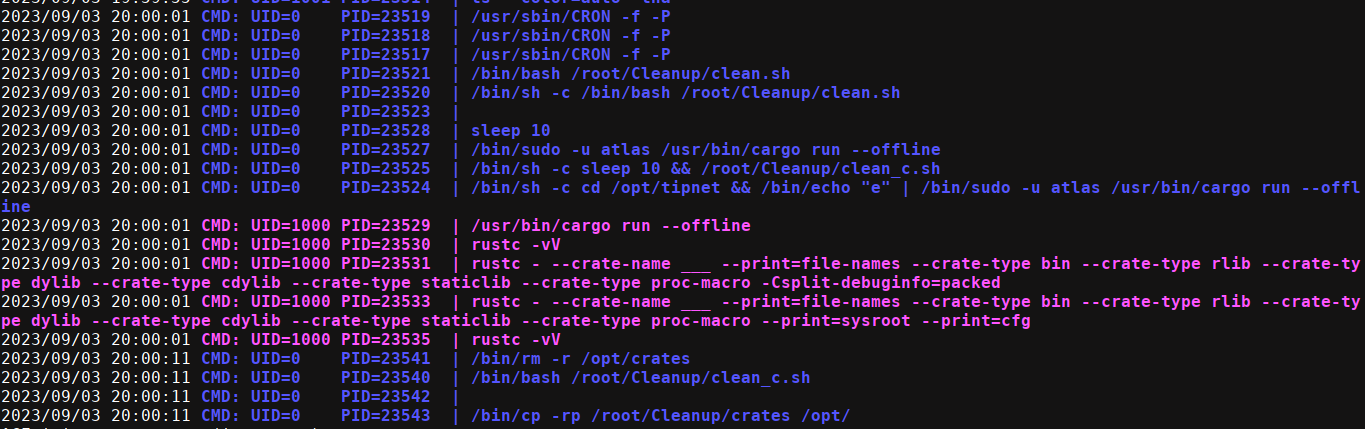 2023/09/03 20:00:01 CMD: UID=0    PID=23519  | /usr/sbin/CRON -f -P
2023/09/03 20:00:01 CMD: UID=0    PID=23518  | /usr/sbin/CRON -f -P
2023/09/03 20:00:01 CMD: UID=0    PID=23517  | /usr/sbin/CRON -f -P
2023/09/03 20:00:01 CMD: UID=0    PID=23521  | /bin/bash /root/Cleanup/clean.sh
2023/09/03 20:00:01 CMD: UID=0    PID=23520  | /bin/sh -c /bin/bash /root/Cleanup/clean.sh
2023/09/03 20:00:01 CMD: UID=0    PID=23523  |
2023/09/03 20:00:01 CMD: UID=0    PID=23528  | sleep 10
2023/09/03 20:00:01 CMD: UID=0    PID=23527  | /bin/sudo -u atlas /usr/bin/cargo run --offline
2023/09/03 20:00:01 CMD: UID=0    PID=23525  | /bin/sh -c sleep 10 && /root/Cleanup/clean_c.sh
2023/09/03 20:00:01 CMD: UID=0    PID=23524  | /bin/sh -c cd /opt/tipnet && /bin/echo "e" | /bin/sudo -u atlas /usr/bin/cargo run --offl
ine
2023/09/03 20:00:01 CMD: UID=1000 PID=23529  | /usr/bin/cargo run --offline
2023/09/03 20:00:01 CMD: UID=1000 PID=23530  | rustc -vV
2023/09/03 20:00:01 CMD: UID=1000 PID=23531  | rustc - --crate-name ___ --print=file-names --crate-type bin --crate-type rlib --crate-ty
pe dylib --crate-type cdylib --crate-type staticlib --crate-type proc-macro -Csplit-debuginfo=packed
2023/09/03 20:00:01 CMD: UID=1000 PID=23533  | rustc - --crate-name ___ --print=file-names --crate-type bin --crate-type rlib --crate-ty
pe dylib --crate-type cdylib --crate-type staticlib --crate-type proc-macro --print=sysroot --print=cfg
2023/09/03 20:00:01 CMD: UID=1000 PID=23535  | rustc -vV
2023/09/03 20:00:11 CMD: UID=0    PID=23541  | /bin/rm -r /opt/crates
2023/09/03 20:00:11 CMD: UID=0    PID=23540  | /bin/bash /root/Cleanup/clean_c.sh
2023/09/03 20:00:11 CMD: UID=0    PID=23542  |
2023/09/03 20:00:11 CMD: UID=0    PID=23543  | /bin/cp -rp /root/Cleanup/crates /opt/